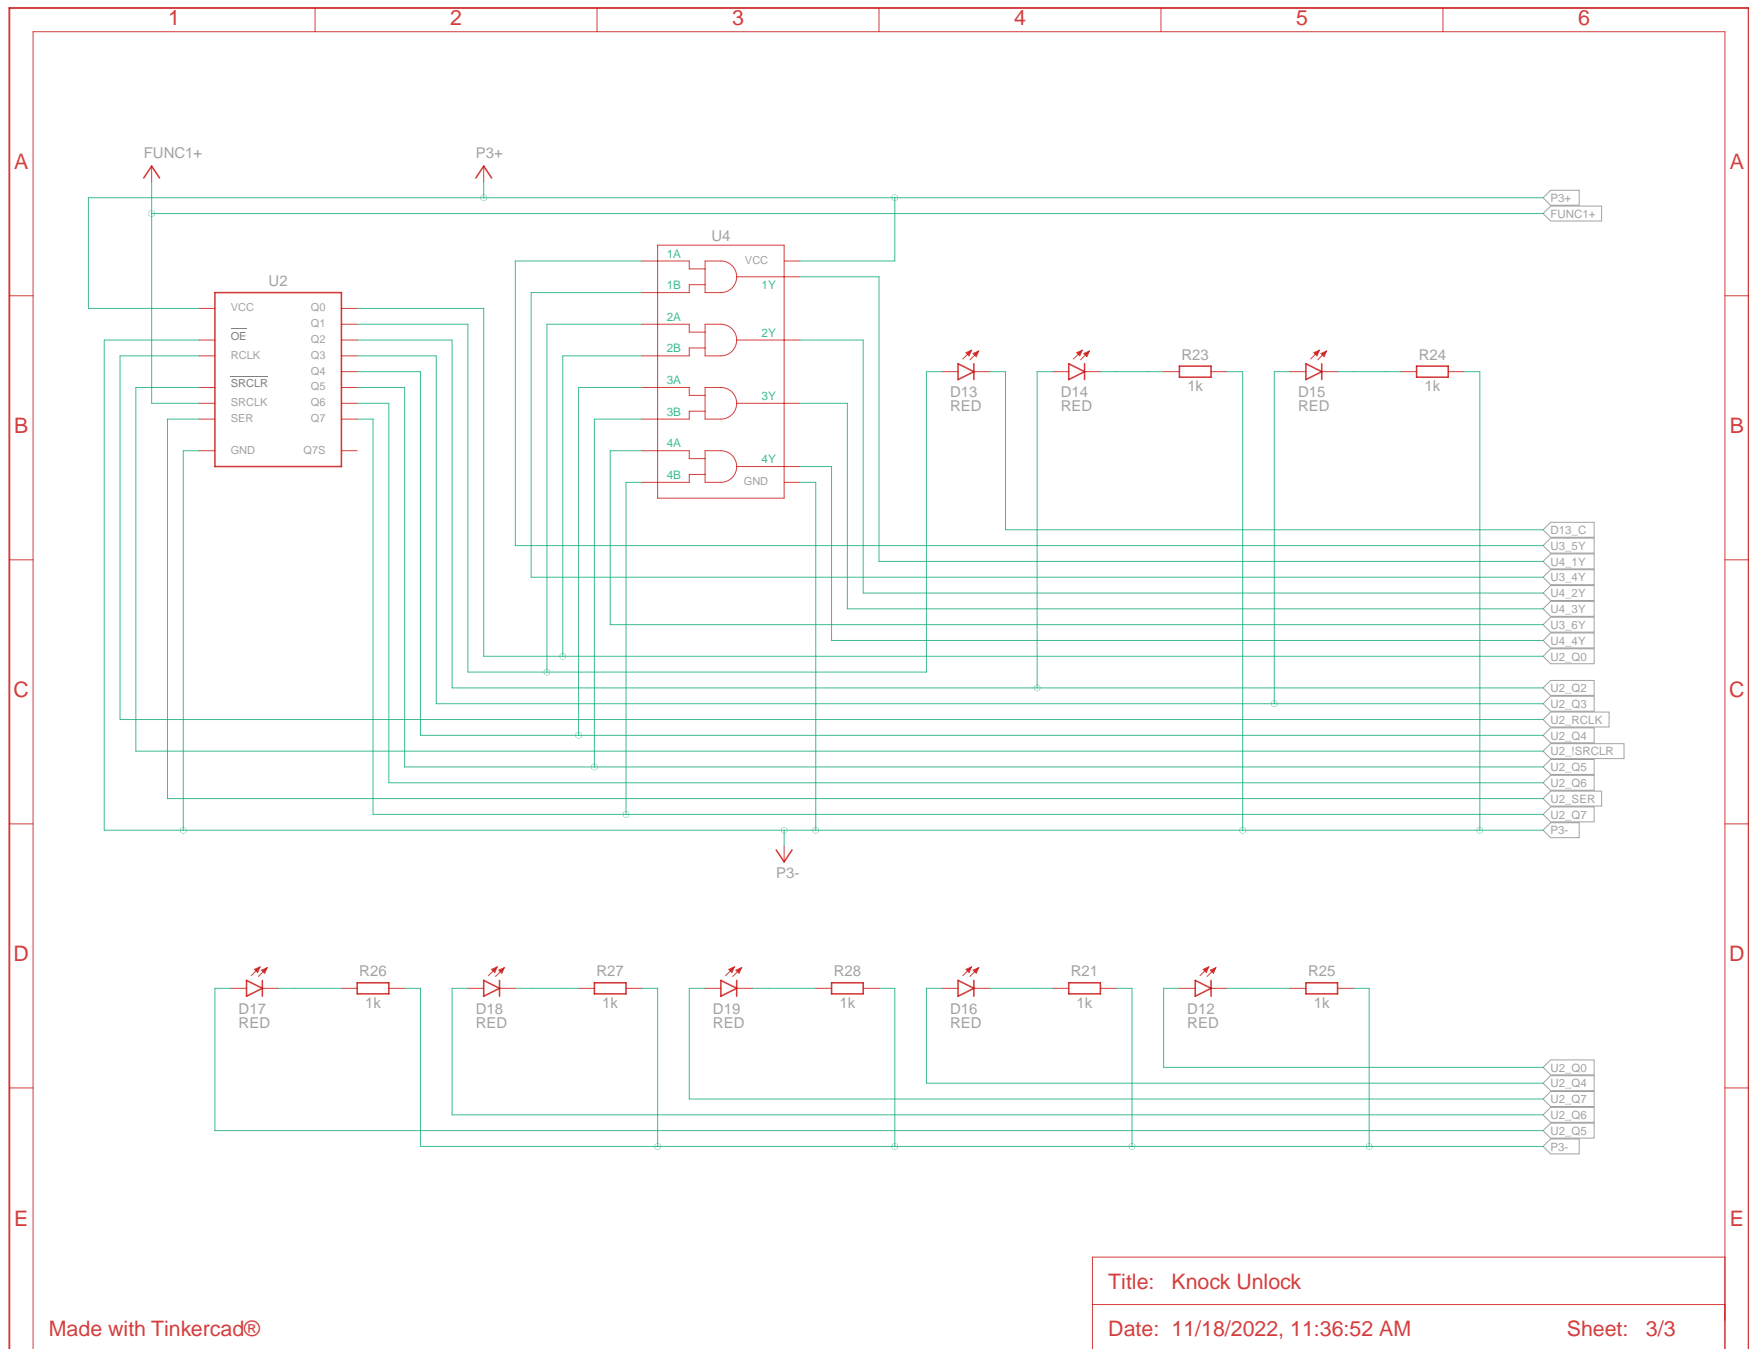 1 2 3 4 5 6
A A
FUNC1+ P3+
P3+
FUNC1+
U4
1A VCC
1B 1Y
U2
VCC Q0
Q1
2A
2B 2Y
OE Q2
RCLK Q3
Q4
SRCLR Q5
SRCLK Q6
SER Q7
GND Q7S
3A
3B 3Y
4A
4B 4Y
GND
R23 R24
1k 1k
D13 D14 D15
RED RED RED
B B
D13_C
U3_5Y
U4_1Y
U3_4Y
U4_2Y
U4_3Y
U3_6Y
U4_4Y
U2_Q0
C C
U2_Q2
U2_Q3
U2_RCLK
U2_Q4
U2_!SRCLR
U2_Q5
U2_Q6
U2_SER
U2_Q7
P3-
P3-
D D
R26 R27 R28 R21 R25
1k 1k 1k 1k 1k
D17 D18 D19 D16 D12
RED RED RED RED RED
U2_Q0
U2_Q4
U2_Q7
U2_Q6
U2_Q5
P3-
E E
Title: Knock Unlock
Made with Tinkercad®
Date: 11/18/2022, 11:36:52 AM Sheet: 3/3